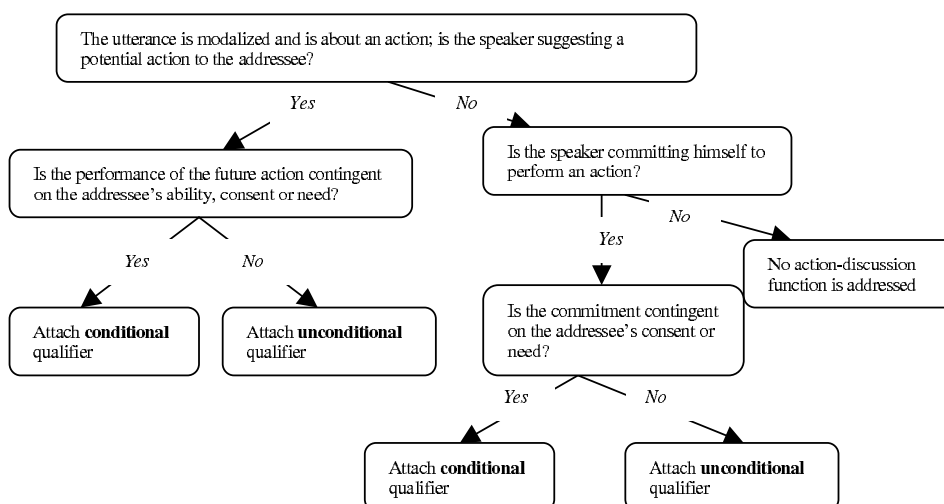 The utterance is modalized and is about an action; is the speaker suggesting a
potential action to the addressee?
Yes
No
Is the performance of the future action contingent
on the addressee's ability, consent or need?
Is the speaker committing himself to
perform an action?
Yes
No
Yes
No
No action-discussion
function is addressed
Attach conditional
qualifier
Attach unconditional
qualifier
Is the commitment contingent
on the addressee's consent or
need?
Yes
No
Attach conditional
qualifier
Attach unconditional
qualifier